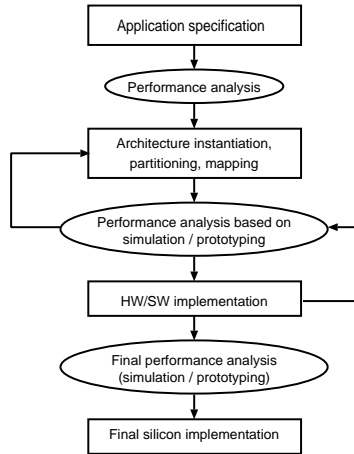 Application specification
Performance analysis
Architecture instantiation,
partitioning, mapping
Performance analysis based on
simulation / prototyping
HW/SW implementation
Final performance analysis
(simulation / prototyping)
Final silicon implementation